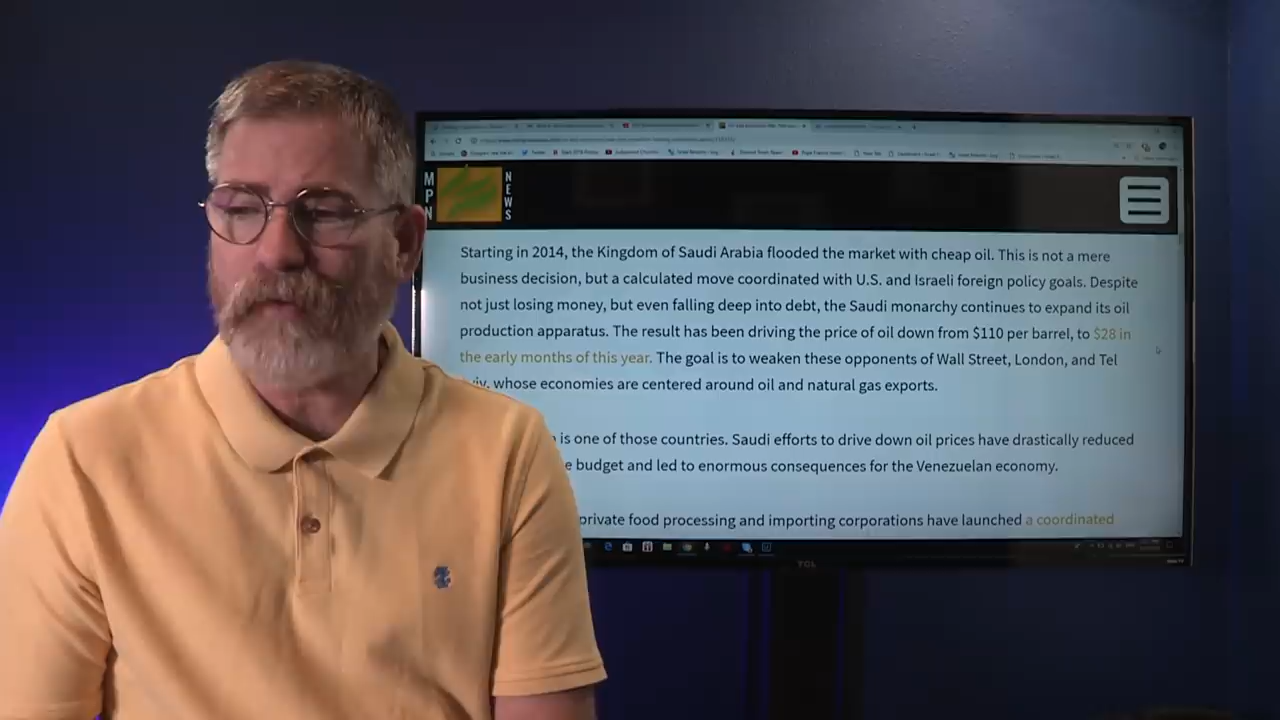 MPN
NEWS
Starting in 2014, the Kingdom of Saudi Arabia flooded the market with cheap oil. This is not a mere
business decision, but a calculated move coordinated with U.S. and Israeli foreign policy goals. Despite
not just losing money, but even falling deep into debt, the Saudi monarchy continues to expand its oil
production apparatus. The result has been driving the price of oil down from $110 per barrel, to $28 in
the early months of this year. The goal is to weaken these opponents of Wall Street, London, and Tel
whose economies are centered around oil and natural gas exports.
is one of those countries. Saudi efforts to drive down oil prices have drastically reduced
budget and led to enormous consequences for the Venezuelan economy.
private food processing and importing corporations have launched a coordinated
TCL